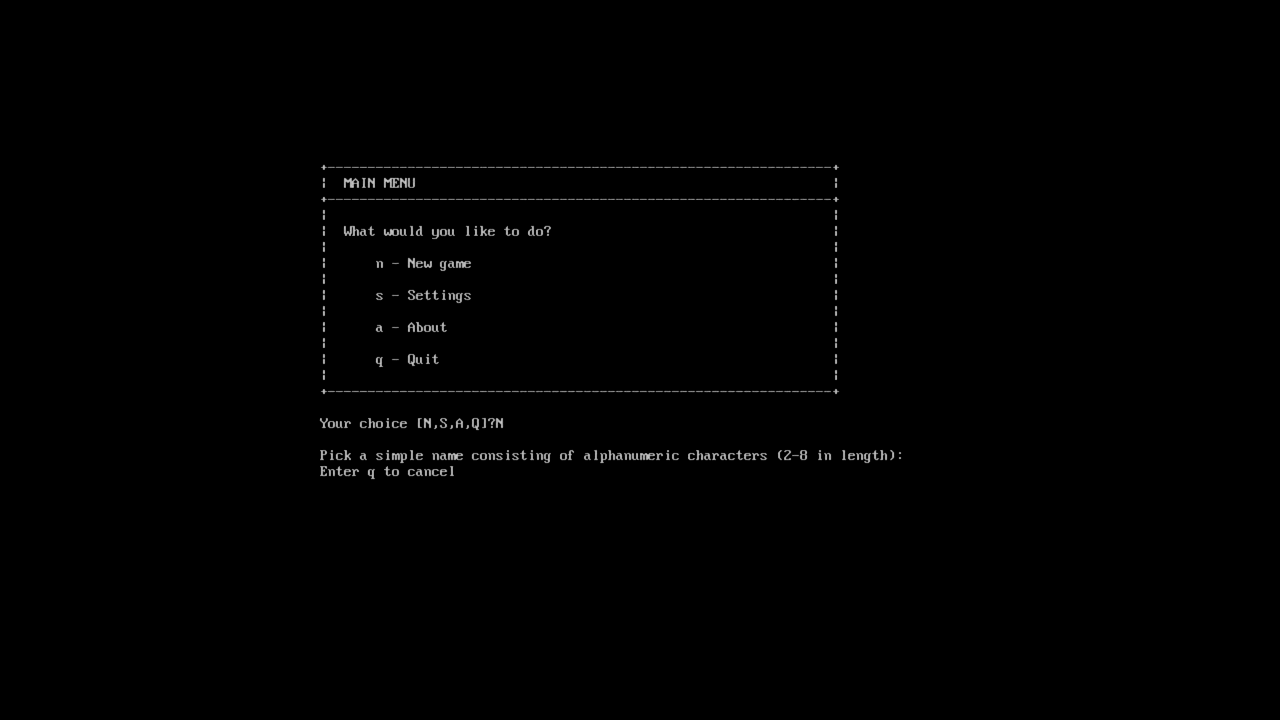 MAIN MENU
What would you like to do?
n - New game
s - Settings
a - About
q - Quit
Your choice [N,S,A,Q]?N
Pick a simple name consisting of alphanumeric characters (2-8 in length):
Enter q to cancel